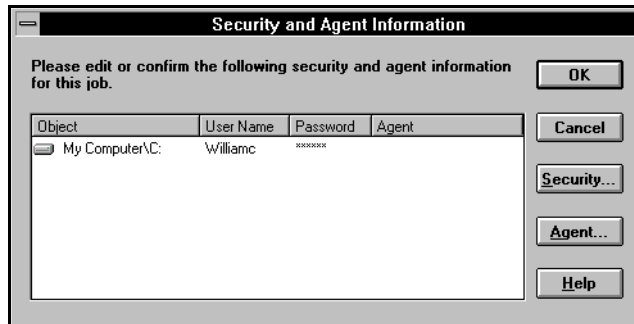 Security and Agent Information
Please edit or confirm the following security and agent information
for this job.
OK
Object User Name Password Agent
Cancel
My Computer\C: Williamc ******
Security...
Agent...
Help